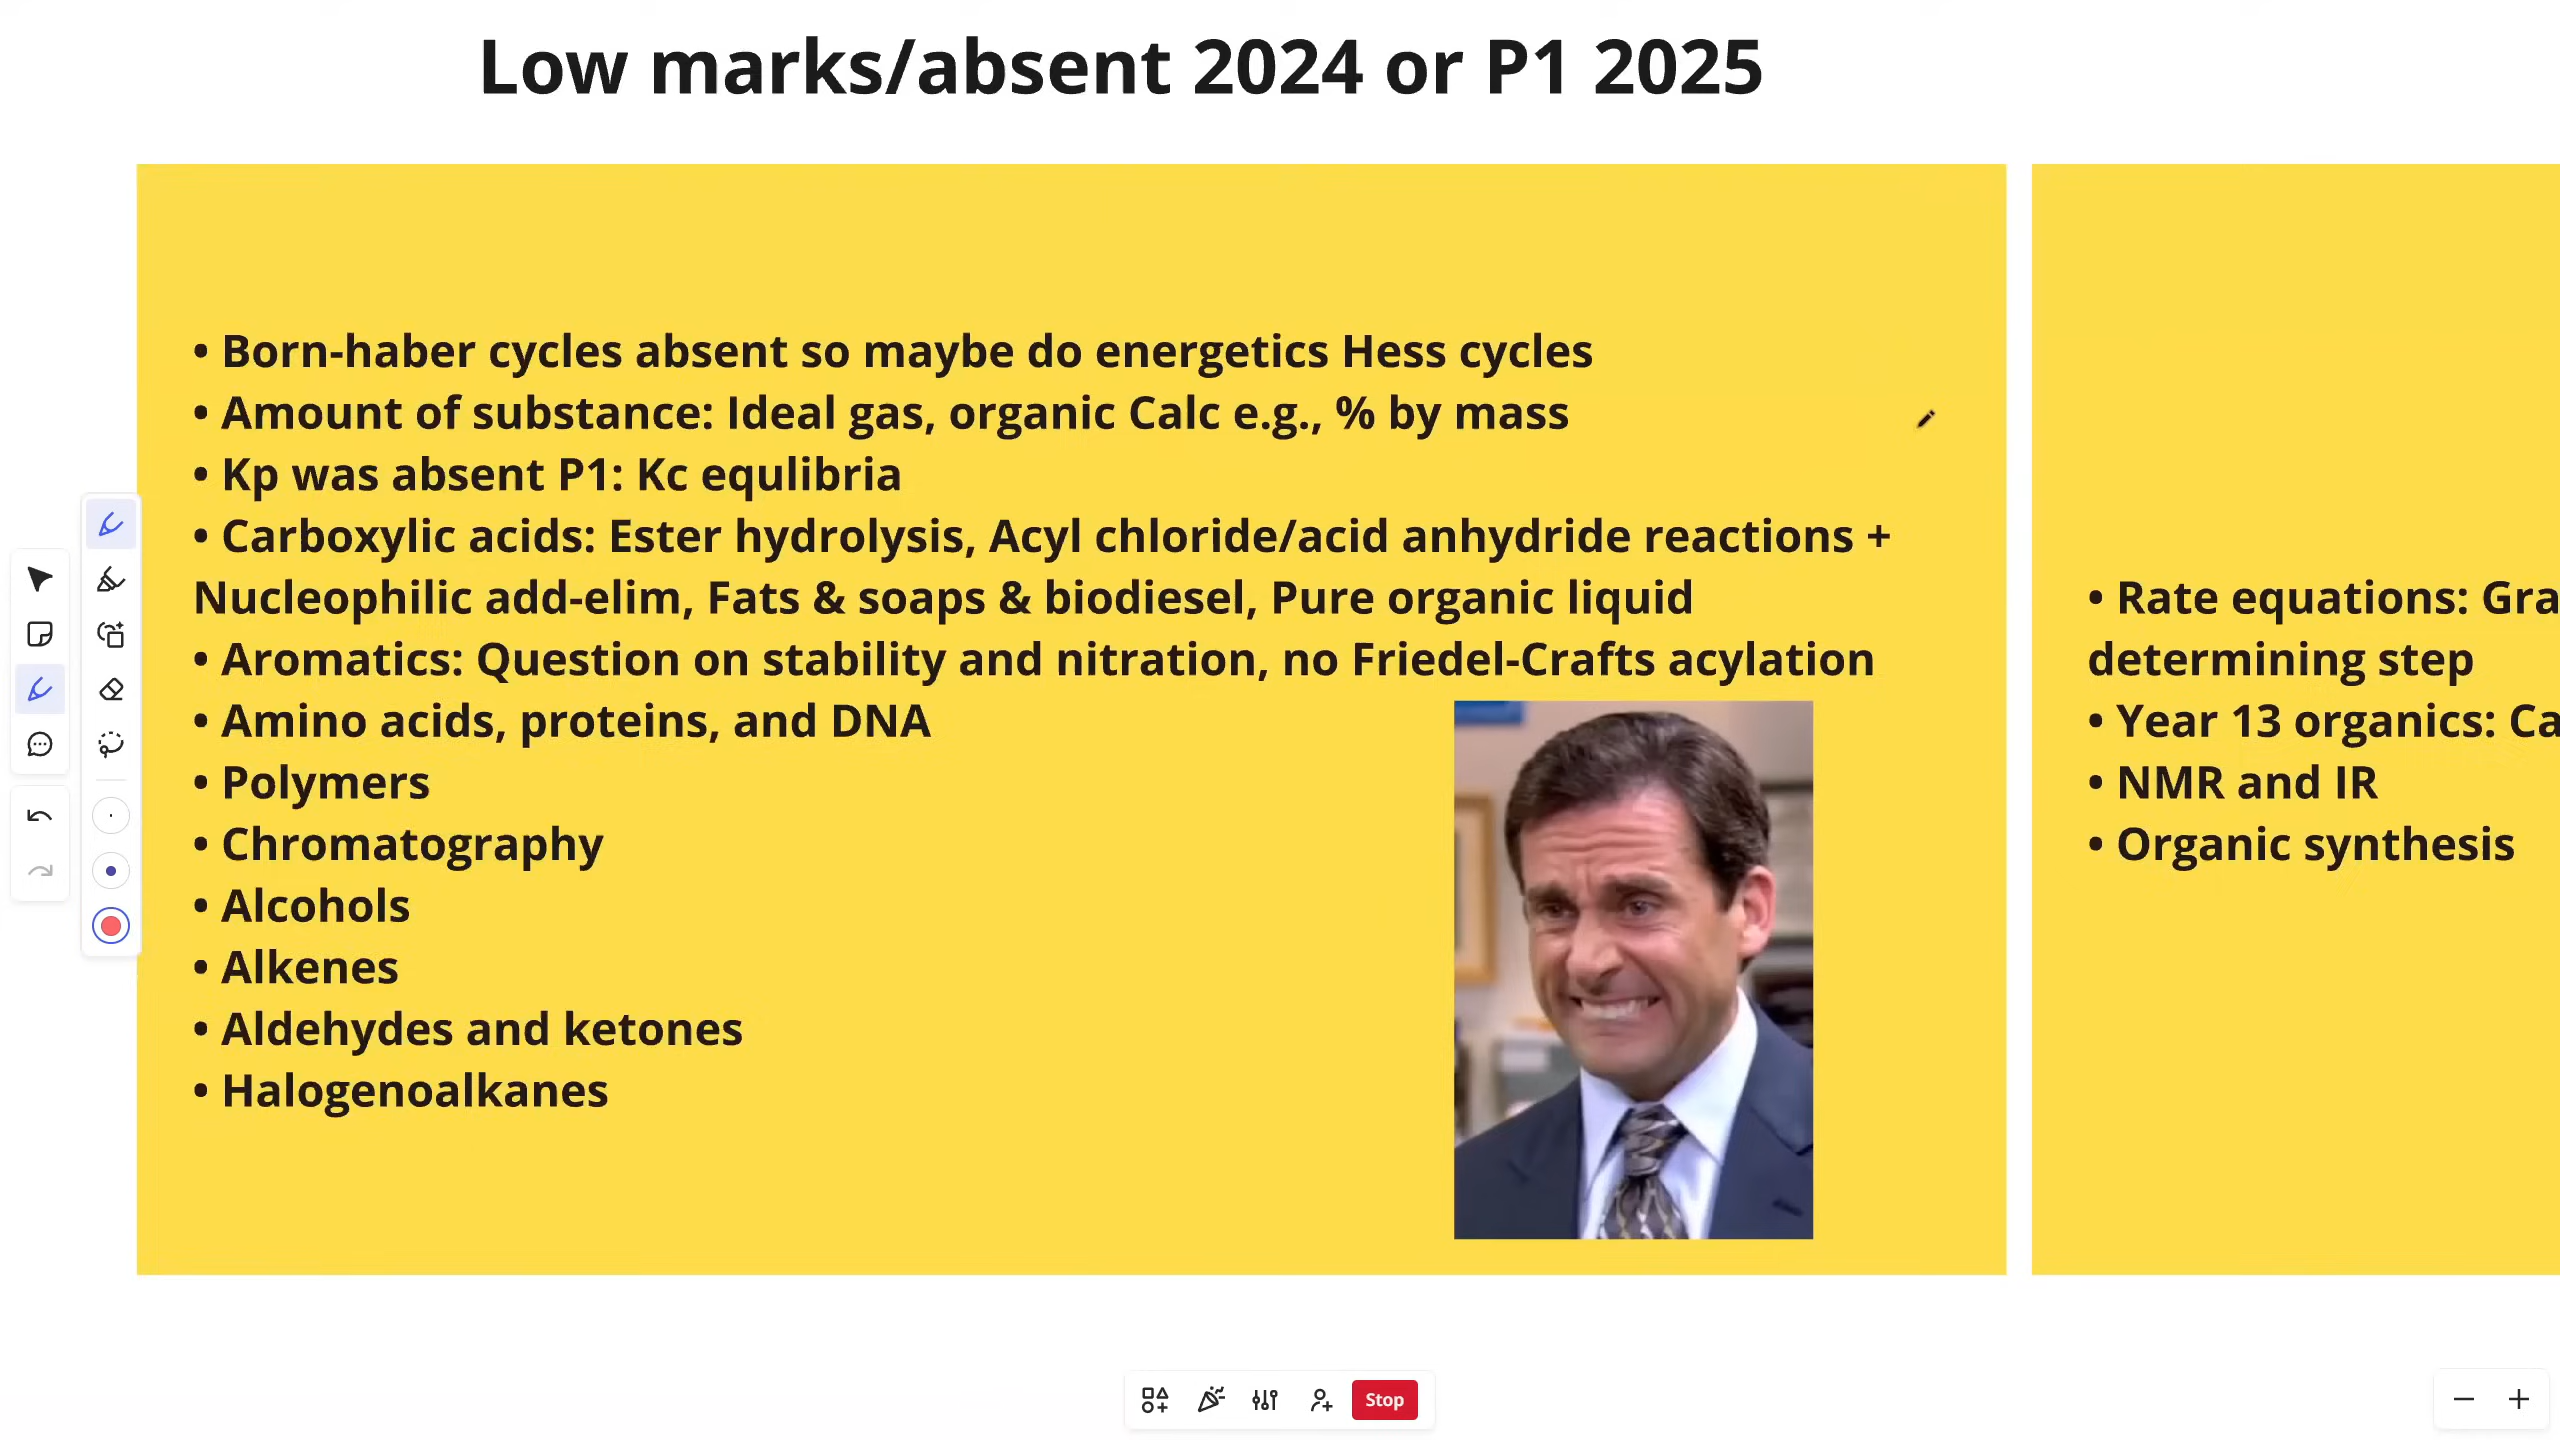 Low marks/absent 2024 or P1 2025
• Born-haber cycles absent so maybe do energetics Hess cycles
• Amount of substance: Ideal gas, organic Calc e.g., % by mass
• Kp was absent P1: Kc equlibria
• Carboxylic acids: Ester hydrolysis, Acyl chloride/acid anhydride reactions +
Nucleophilic add-elim, Fats & soaps & biodiesel, Pure organic liquid
• Aromatics: Question on stability and nitration, no Friedel-Crafts acylation
• Amino acids, proteins, and DNA
• Polymers
• Chromatography
• Alcohols
• Alkenes
• Aldehydes and ketones
• Halogenoalkanes
• Rate equations: Gra
determining step
• Year 13 organics: Ca
• NMR and IR
• Organic synthesis
Stop